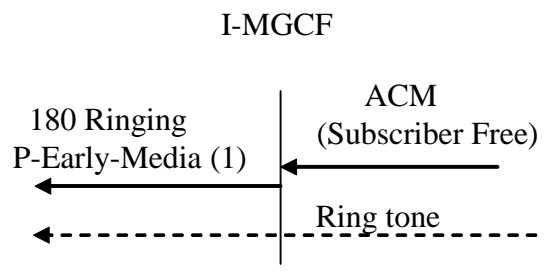 I-MGCF
ACM
180 Ringing
(Subscriber Free)
P-Early-Media (1)
Ring tone